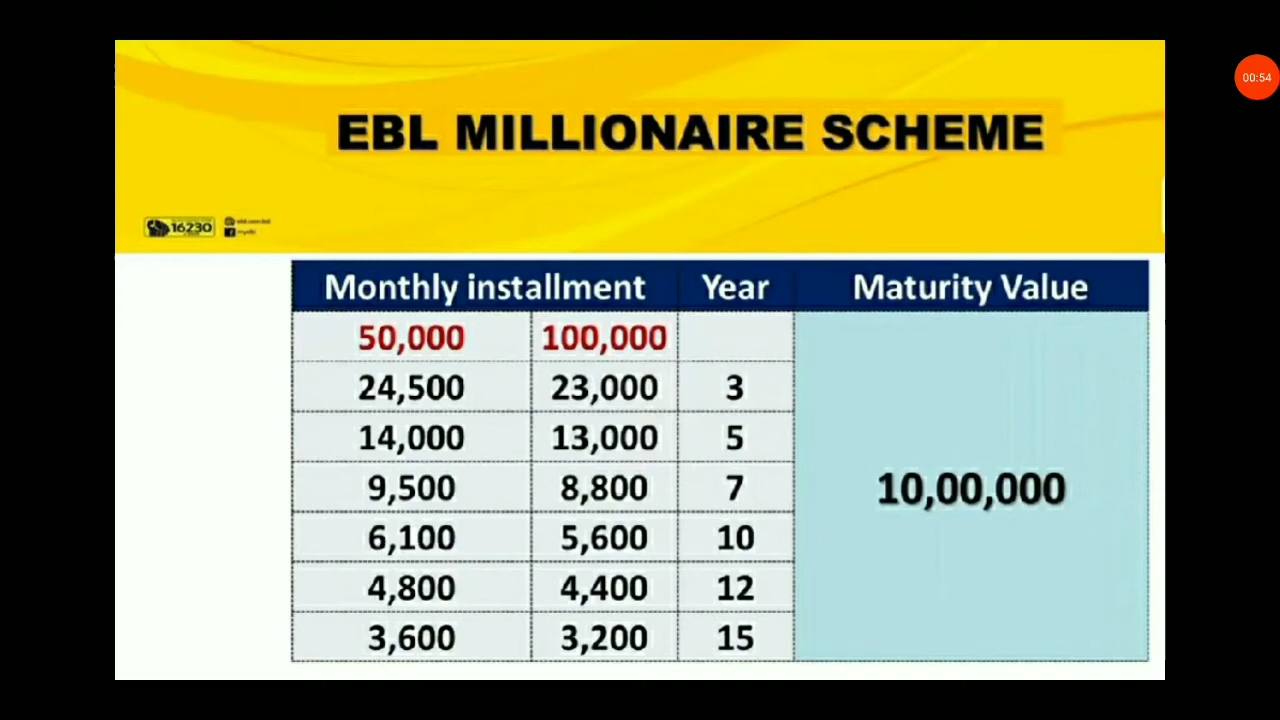 00:54
EBL MILLIONAIRE SCHEME
16230
Monthly installment Year Maturity Value
50,000 100,000
24,500 23,000 3
14,000 13,000 5
9,500 8,800 7 10,00,000
6,100 5,600 10
4,800 4,400 12
3,600 3,200 15